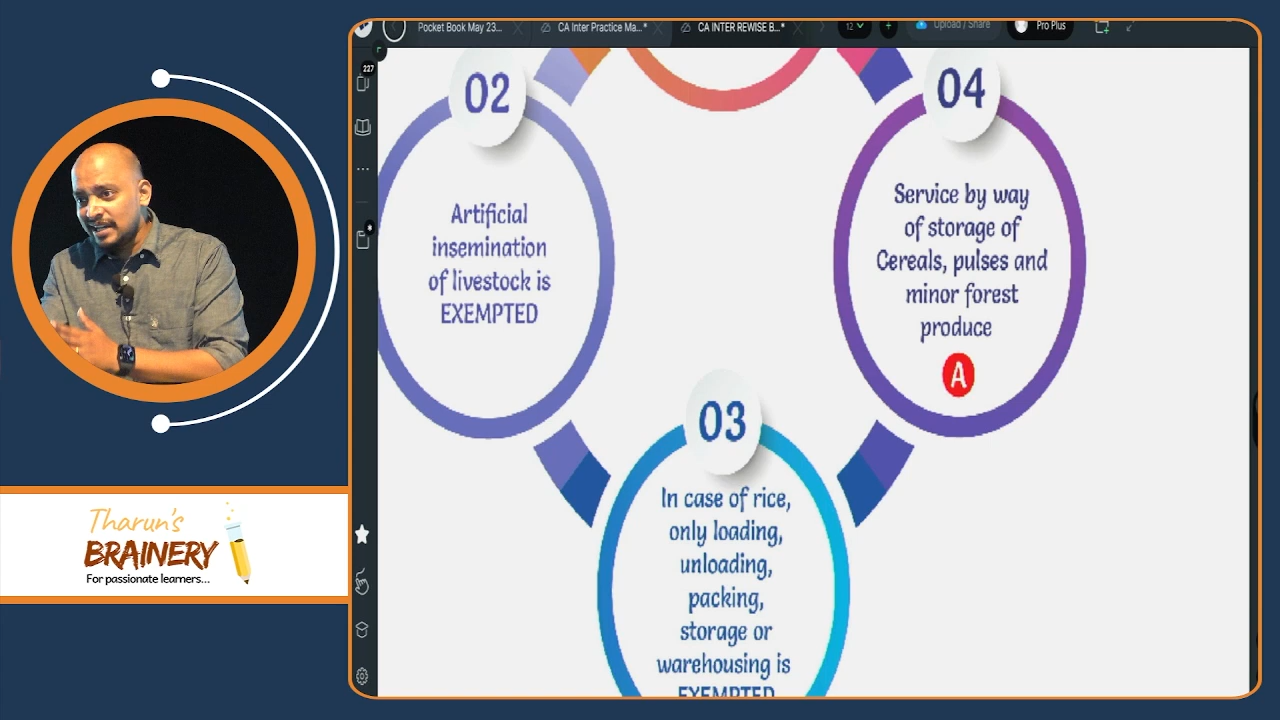 Pocket Book May 23...
CA Inter Practice Ma...*
CA INTER REWISE B...*
12
Upload / Share
Pro Plus
227
02
Artificial
insemination
of livestock is
EXEMPTED
04
Service by way
of storage of
Cereals, pulses and
minor forest
produce
A
03
In case of rice,
only loading,
unloading,
packing,
storage or
warehousing is
EXEMPTED
Tharun's
BRAINERY
For passionate learners...